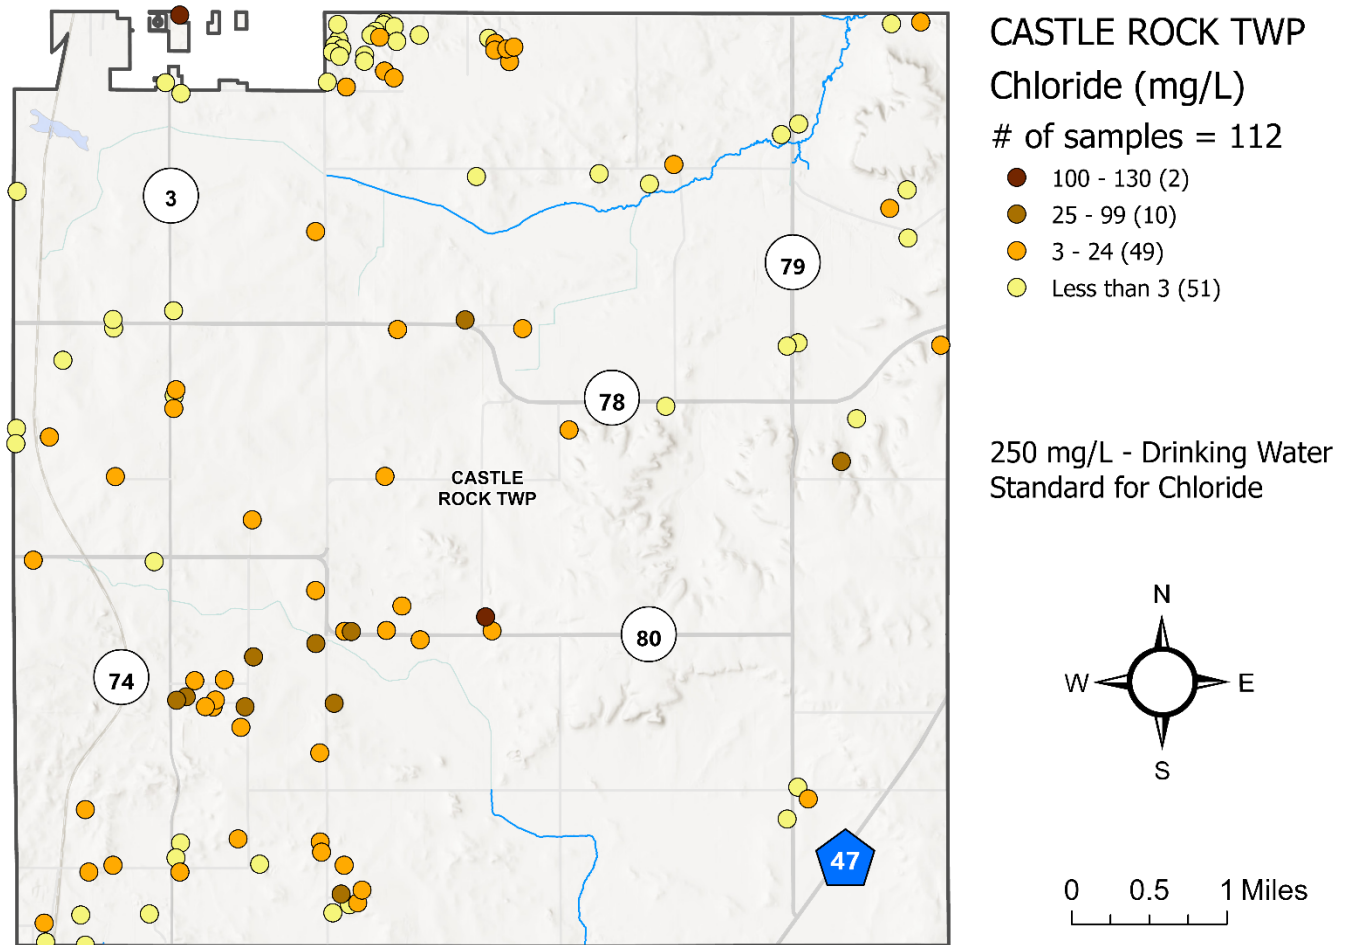 CASTLE ROCK TWP
Chloride (mg/L)
# of samples = 112
100 - 130 (2)
25 - 99 (10)
3 - 24 (49)
Less than 3 (51)
250 mg/L - Drinking Water
Standard for Chloride
3
79
78
CASTLE
ROCK TWP
80
74
47
N
W
E
S
0 0.5 1 Miles